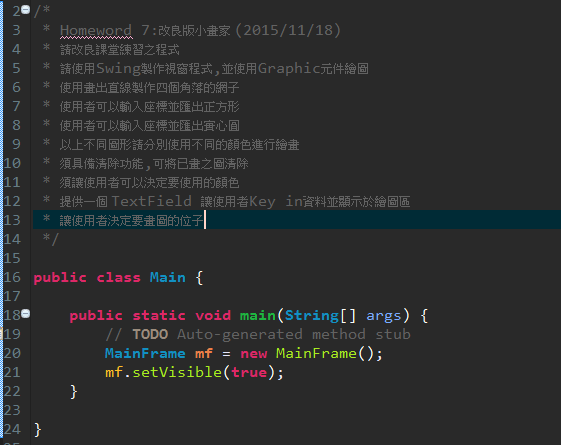 2 /*
3 * Homeword 7:改良版小畫家 (2015/11/18)
4 * 請改良課堂練習之程式
5 * 請使用Swing製作視窗程式,並使用Graphic元件繪圖
6 * 使用畫出直線製作四個角落的網子
7 * 使用者可以輸入座標並匯出正方形
8 * 使用者可以輸入座標並匯出實心圓
9 * 以上不同圖形請分別使用不同的顏色進行繪畫
10 * 須具備清除功能,可將已畫之圖清除
11 * 須讓使用者可以決定要使用的顏色
12 * 提供一個 TextField 讓使用者Key in資料並顯示於繪圖區
13 * 讓使用者決定要畫圖的位子
14 */
15
16 public class Main {
17
18 public static void main(String[] args) {
19 // TODO Auto-generated method stub
20 MainFrame mf = new MainFrame();
21 mf.setVisible(true);
22 }
23
24 }
25